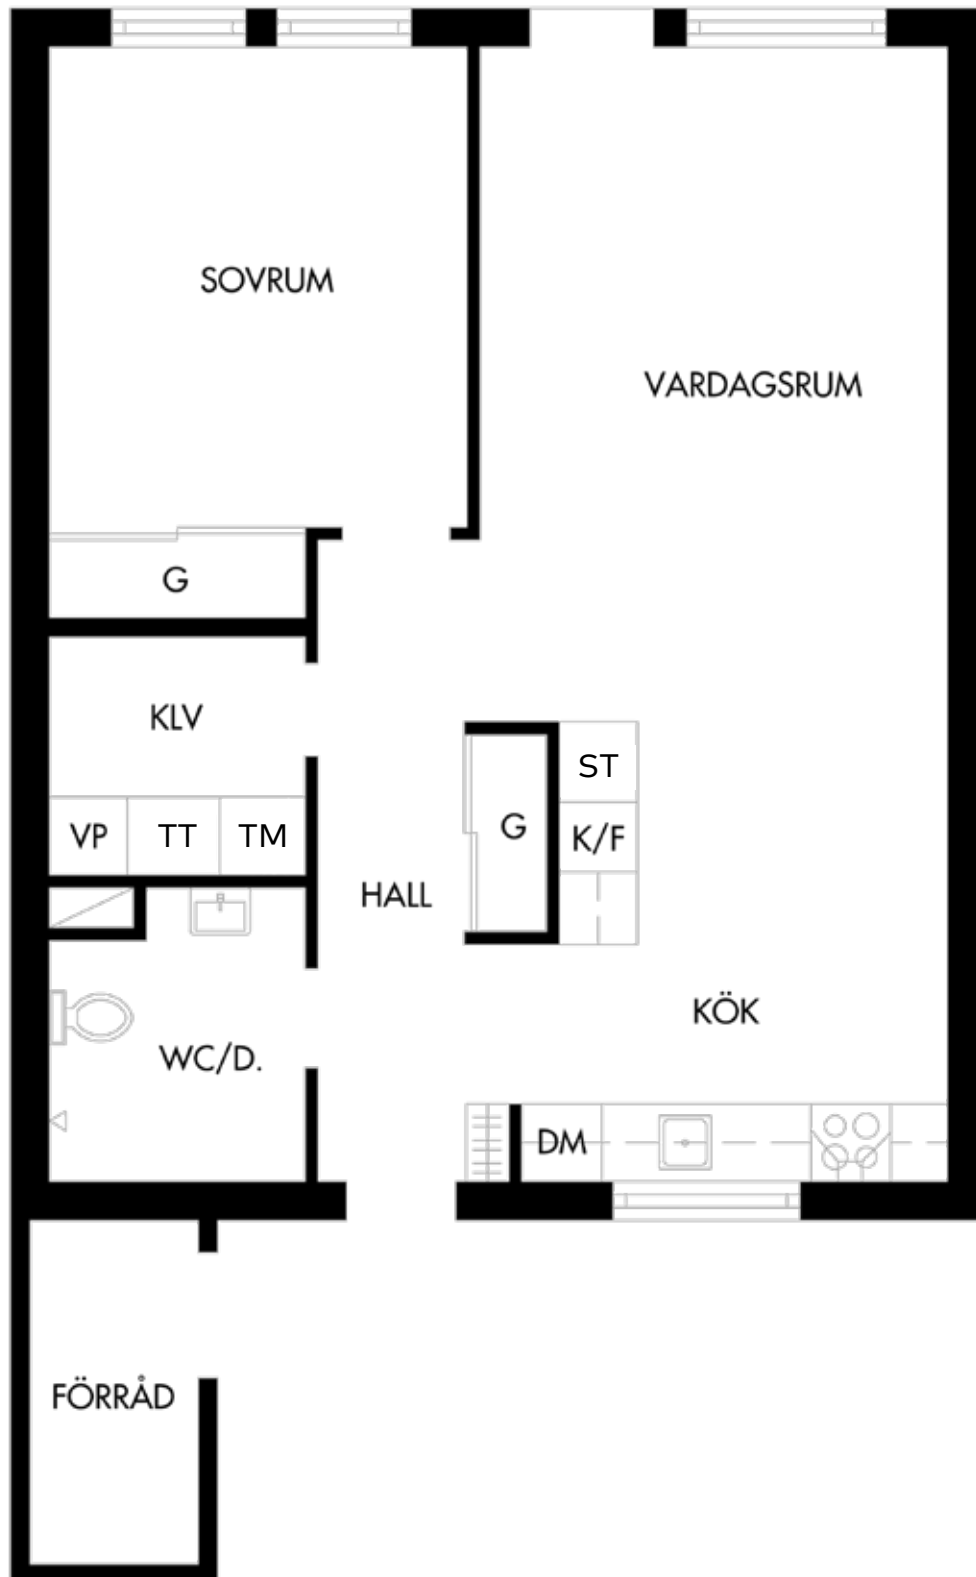 SOVRUM
VARDAGSRUM
G
KLV
ST
VP
TT
TM
G
K/F
HALL
KÖK
WC/D.
DM
FÖRRÅD